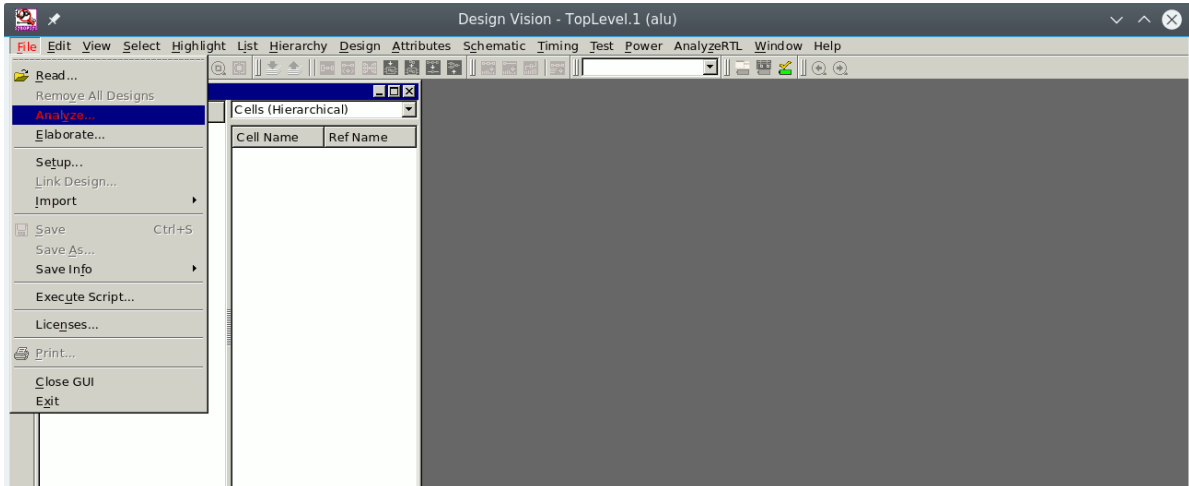 Design Vision - TopLevel.1 (alu)
File Edit View Select Highlight List Hierarchy Design Attributes Schematic Timing Test Power AnalyzeRTL Window Help
Read...
Remove All Designs
Analyze...
Elaborate...
Setup...
Link Design...
Import
Save Ctrl+S
Save As...
Save Info
Execute Script...
Licenses...
Print...
Close GUI
Exit
Cells (Hierarchical)
Cell Name Ref Name